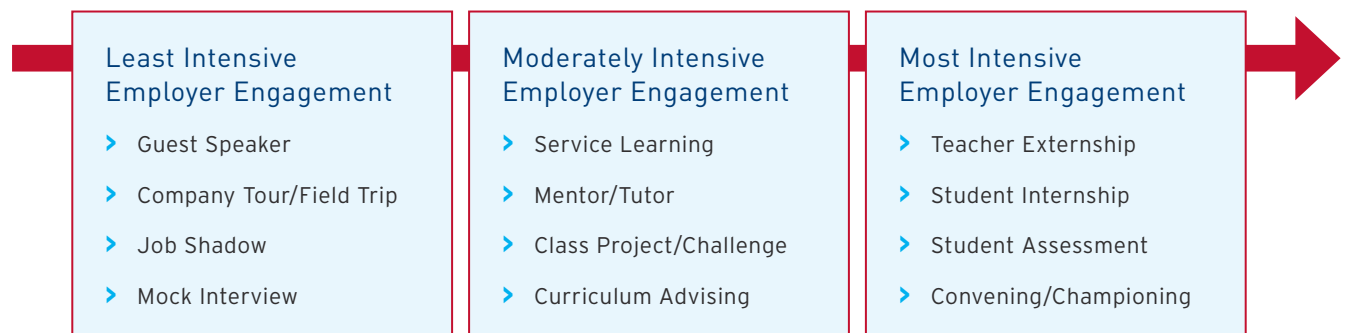 Least Intensive
Employer Engagement
> Guest Speaker
> Company Tour/Field Trip
> Job Shadow
> Mock Interview
Moderately Intensive
Employer Engagement
> Service Learning
> Mentor/Tutor
> Class Project/Challenge
> Curriculum Advising
Most Intensive
Employer Engagement
> Teacher Externship
> Student Internship
> Student Assessment
> Convening/Championing